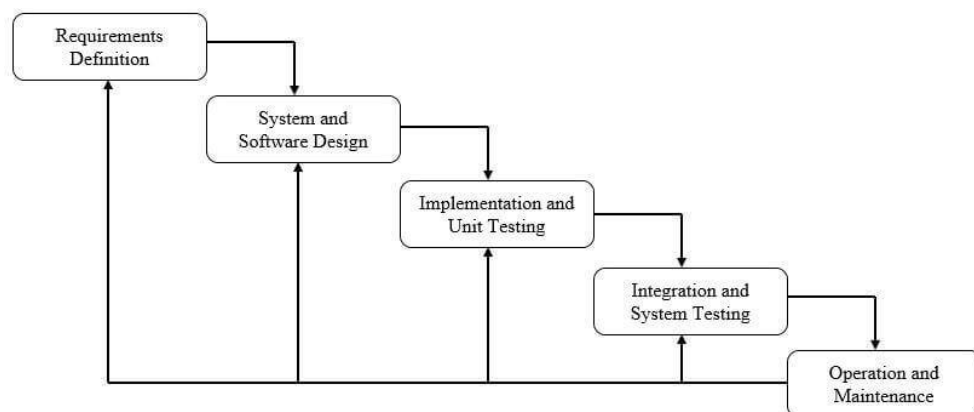 Requirements
Definition
System and
Software Design
Implementation and
Unit Testing
Integration and
System Testing
Operation and
Maintenance